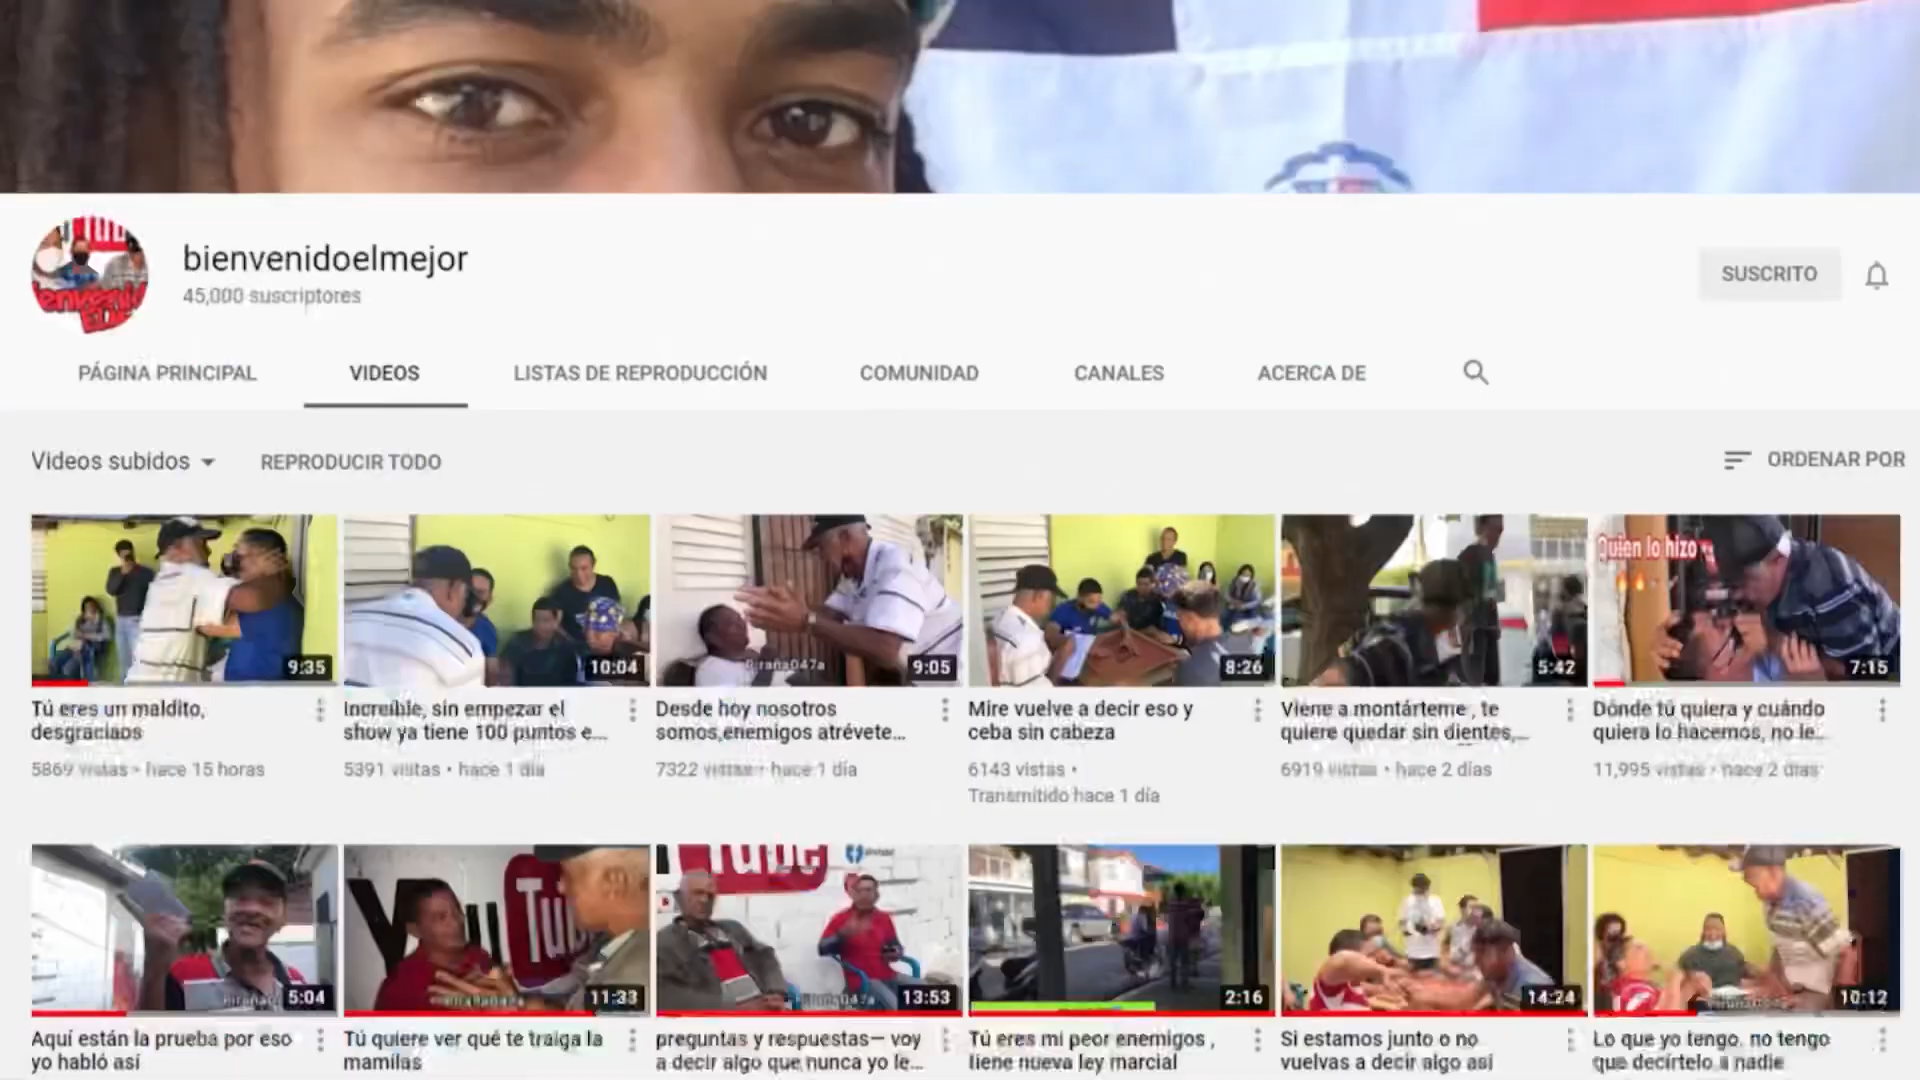 bienvenidoelmejor
45,000 suscriptores
SUSCRITO
PÁGINA PRINCIPAL VIDEOS LISTAS DE REPRODUCCIÓN COMUNIDAD CANALES ACERCA DE
Videos subidos REPRODUCIR TODO ORDENAR POR
Quien lo hizo
9:35 10:04 9:05 8:26 5:42 7:15
Tú eres un maldito,
desgraciado
5869 vistas • hace 15 horas
Increíble, sin empezar el
show ya tiene 100 puntos e...
5391 vistas • hace 1 día
Desde hoy nosotros
somos,enemigos atrévete...
7322 vistas • hace 1 día
Mire vuelve a decir eso y
ceba sin cabeza
6143 vistas •
Transmitido hace 1 día
Viene a montárteme , te
quiere quedar sin dientes,...
6919 vistas • hace 2 días
Dónde tú quiera y cuándo
quiera lo hacemos, no le...
11,995 vistas • hace 2 días
You Tube
Tube
5:04 11:33 13:53 2:16 14:24 10:12
Aquí están la prueba por eso
yo habló así
Tú quiere ver qué te traiga la
mamilas
preguntas y respuestas— voy
a decir algo que nunca yo le...
Tú eres mi peor enemigos ,
tiene nueva ley marcial
Si estamos junto o no
vuelvas a decir algo así
Lo que yo tengo, no tengo
que decírtelo a nadie